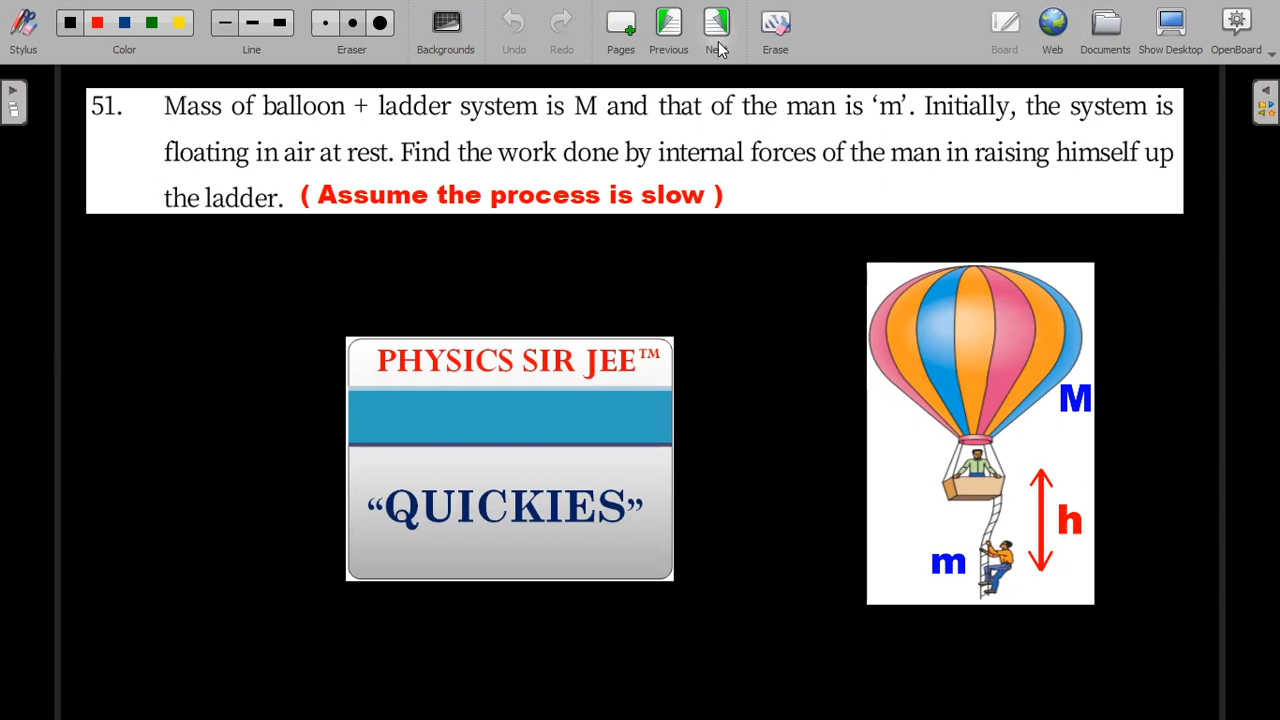 Stylus Color Line Eraser Backgrounds Undo Redo Pages Previous Erase Board Web Documents Show Desktop OpenBoard
51. Mass of balloon + ladder system is M and that of the man is ‘m’. Initially, the system is
floating in air at rest. Find the work done by internal forces of the man in raising himself up
the ladder. ( Assume the process is slow )
PHYSICS SIR JEE™
“QUICKIES”
M
h
m